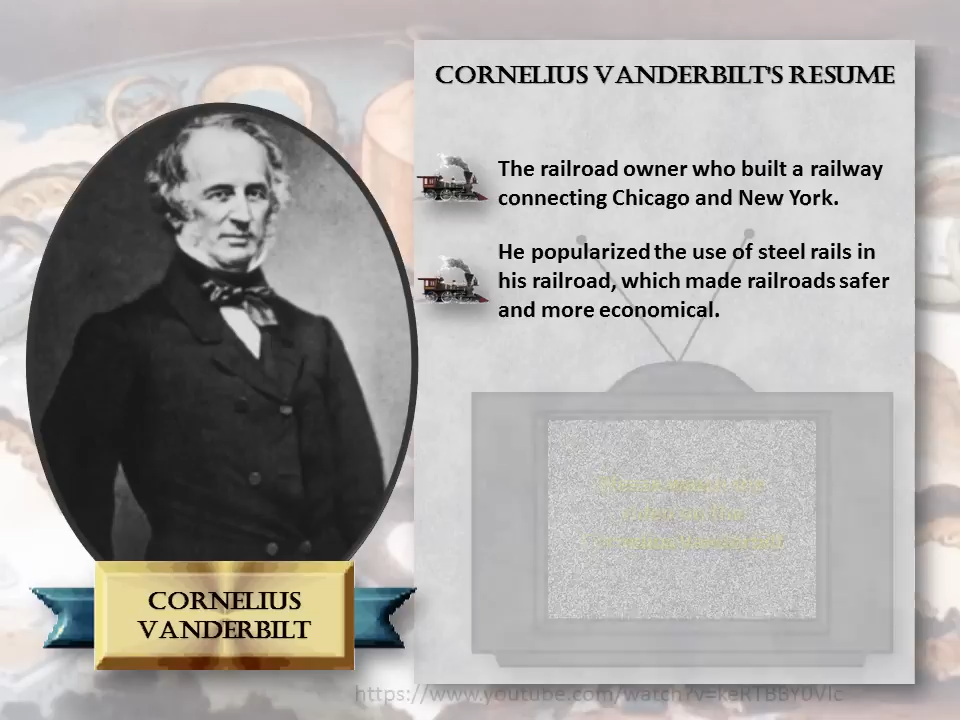 CORNELIUS VANDERBILT'S RESUME
The railroad owner who built a railway
connecting Chicago and New York.
He popularized the use of steel rails in
his railroad, which made railroads safer
and more economical.
CORNELIUS
VANDERBILT